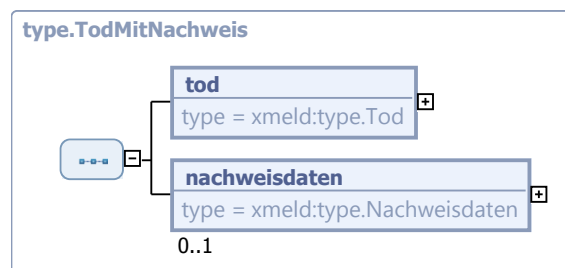 type.TodMitNachweis
tod
type = xmeld:type.Tod
nachweisdaten
type = xmeld:type.Nachweisdaten
0..1